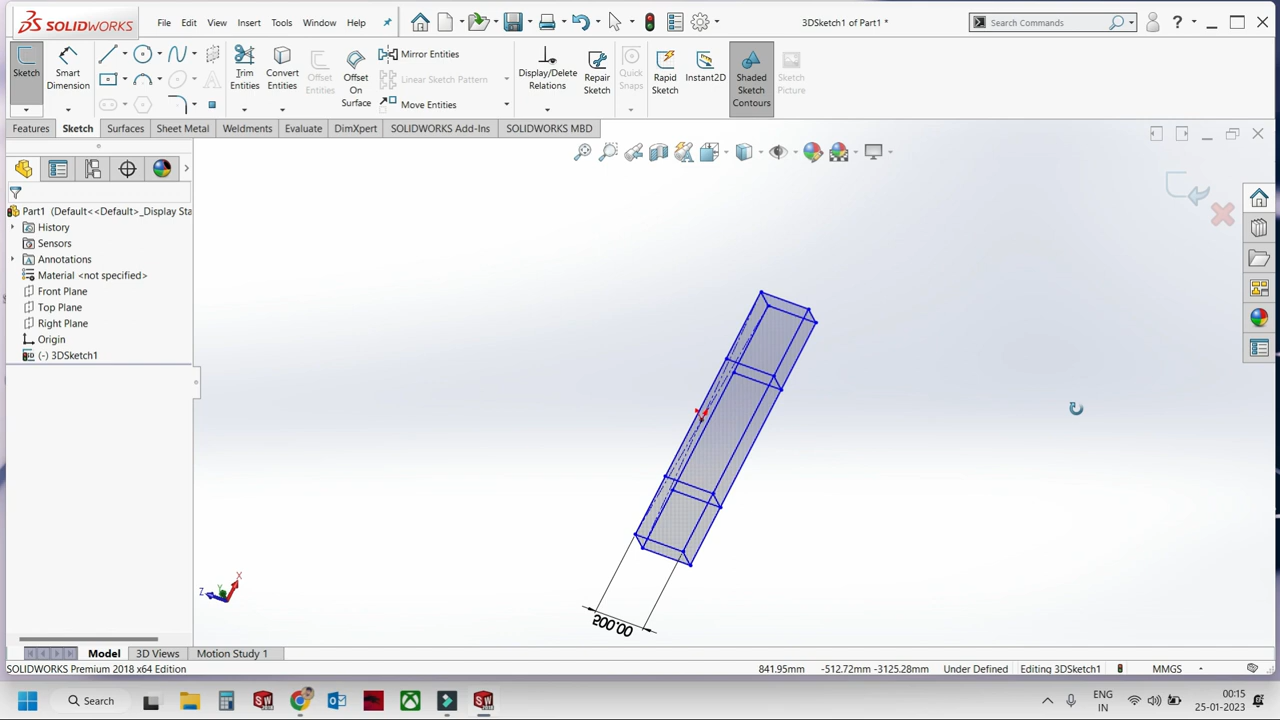 SOLIDWORKS
File Edit View Insert Tools Window Help
3DSketch1 of Part1 *
Search Commands
Sketch
Smart Dimension
Trim Entities
Convert Entities
Offset Entities
Offset On Surface
Mirror Entities
Linear Sketch Pattern
Move Entities
Display/Delete Relations
Repair Sketch
Quick Snaps
Rapid Sketch
Instant2D
Shaded Sketch Contours
Sketch Picture
Features Sketch Surfaces Sheet Metal Weldments Evaluate DimXpert SOLIDWORKS Add-Ins SOLIDWORKS MBD
Part1 (Default<<Default>_Display Sta
History
Sensors
Annotations
Material <not specified>
Front Plane
Top Plane
Right Plane
Origin
(-) 3DSketch1
500.00
X
Y
Z
Model 3D Views Motion Study 1
SOLIDWORKS Premium 2018 x64 Edition
841.95mm -512.72mm -3125.28mm Under Defined Editing 3DSketch1 MMGS
Search
ENG
IN
00:15
25-01-2023